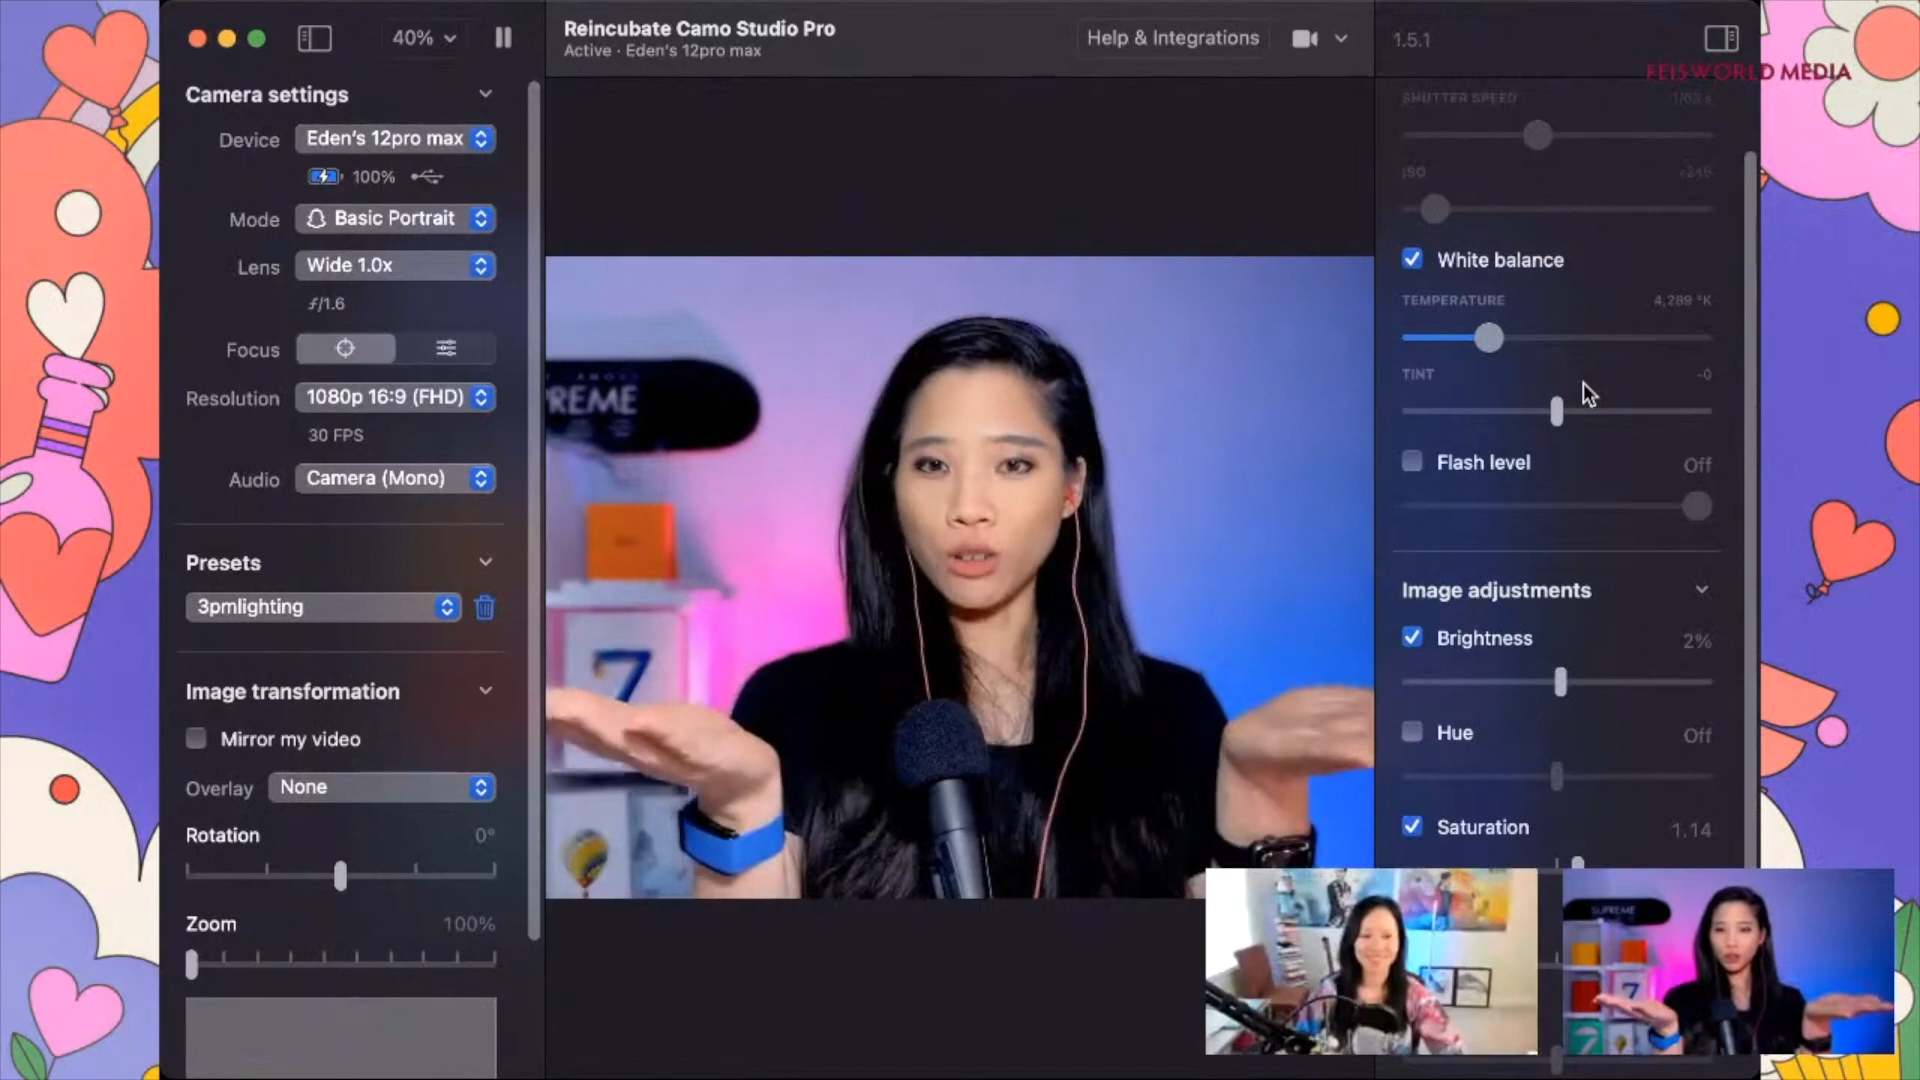 40%
Reincubate Camo Studio Pro
Active · Eden's 12pro max
Help & Integrations
1.5.1
FEISWORLD MEDIA
Camera settings
Device Eden's 12pro max
100%
Mode Basic Portrait
Lens Wide 1.0x
ƒ/1.6
Focus
Resolution 1080p 16:9 (FHD)
30 FPS
Audio Camera (Mono)
Presets
3pmlighting
Image transformation
Mirror my video
Overlay None
Rotation 0°
Zoom 100%
REME
7
SHUTTER SPEED
ISO
White balance
TEMPERATURE 4,289 °K
TINT -0
Flash level Off
Image adjustments
Brightness 2%
Hue Off
Saturation 1.14
SUPREME
7